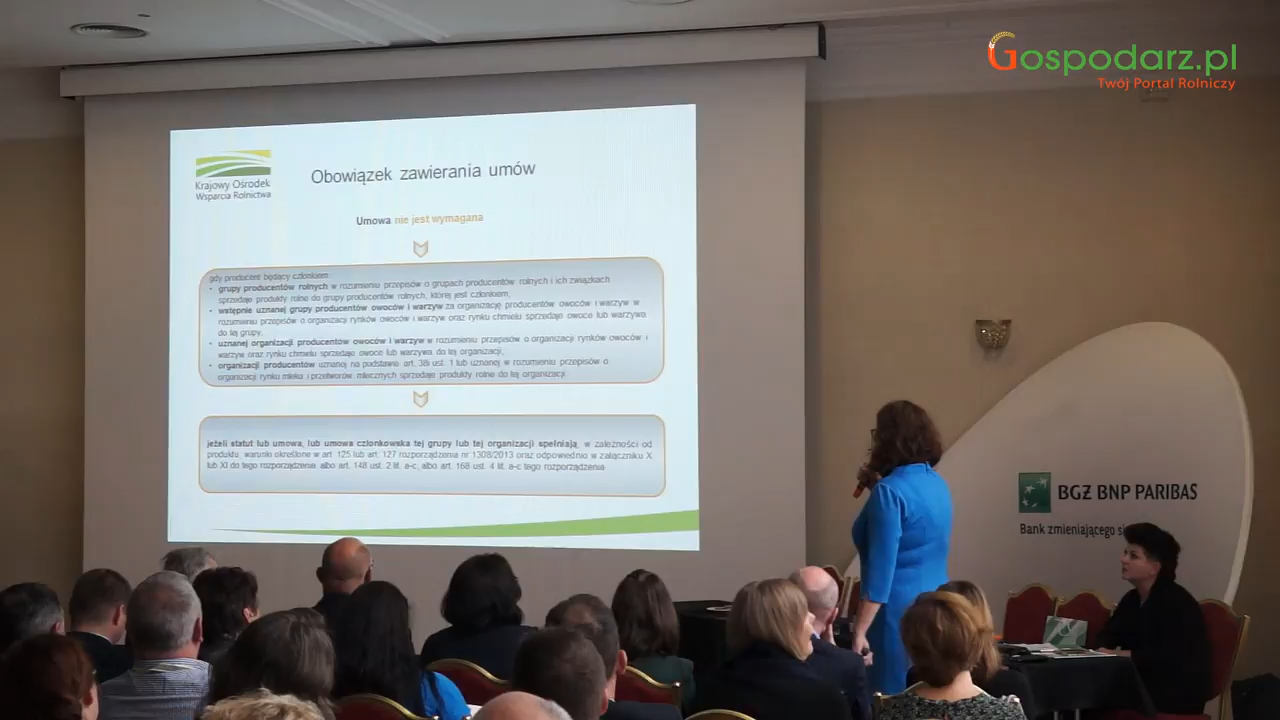 Gospodarz.pl
Twój Portal Rolniczy
Krajowy Ośrodek
Wsparcia Rolnictwa
Obowiązek zawierania umów
Umowa nie jest wymagana
gdy producent będący członkiem:
• grupy producentów rolnych w rozumieniu przepisów o grupach producentów rolnych i ich związkach
sprzedaje produkty rolne do grupy producentów rolnych, której jest członkiem,
• wstępnie uznanej grupy producentów owoców i warzyw za organizację producentów owoców i warzyw w
rozumieniu przepisów o organizacji rynków owoców i warzyw oraz rynku chmielu sprzedaje owoce lub warzywa
do tej grupy,
• uznanej organizacji producentów owoców i warzyw w rozumieniu przepisów o organizacji rynków owoców i
warzyw oraz rynku chmielu sprzedaje owoce lub warzywa do tej organizacji,
• organizacji producentów uznanej na podstawie art. 38i ust. 1 lub uznanej w rozumieniu przepisów o
organizacji rynku mleka i przetworów mlecznych sprzedaje produkty rolne do tej organizacji
jeżeli statut lub umowa, lub umowa członkowska tej grupy lub tej organizacji spełniają, w zależności od
produktu, warunki określone w art. 125 lub art. 127 rozporządzenia nr 1308/2013 oraz odpowiednio w załączniku X
lub XI do tego rozporządzenia albo art. 148 ust. 2 lit. a-c, albo art. 168 ust. 4 lit. a-c tego rozporządzenia
BGŻ BNP PARIBAS
Bank zmieniającego